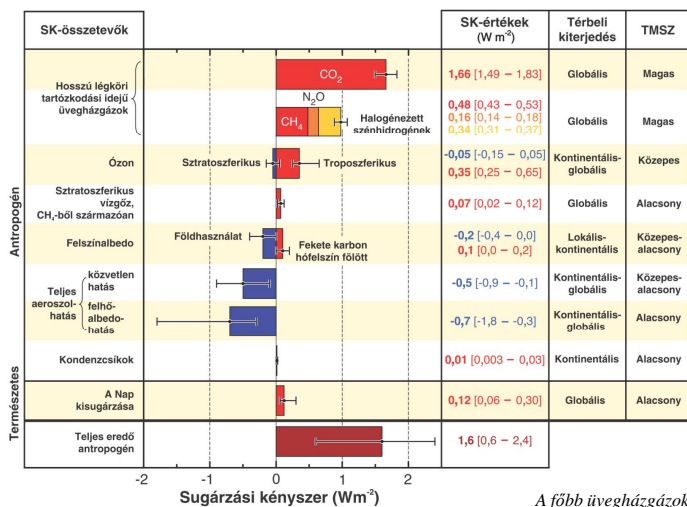 SK-összetevők
SK-értékek
(W m⁻²)
Térbeli
kiterjedés
TMSZ
Antropogén
Hosszú légköri
tartózkodási idejű
üvegházgázok
CO₂
1,66 [1,49 – 1,83]
Globális
Magas
N₂O
CH₄
Halogénezett
szénhidrogének
0,48 [0,43 – 0,53]
0,16 [0,14 – 0,18]
0,34 [0,31 – 0,37]
Globális
Magas
Ózon
Sztratoszferikus
Troposzferikus
-0,05 [-0,15 – 0,05]
0,35 [0,25 – 0,65]
Kontinentális-
globális
Közepes
Sztratoszferikus
vízgőz,
CH₄-ből származóan
0,07 [0,02 – 0,12]
Globális
Alacsony
Felszínalbedo
Földhasználat
Fekete karbon
hófelszín fölött
-0,2 [-0,4 – 0,0]
0,1 [0,0 – 0,2]
Lokális-
kontinentális
Közepes-
alacsony
Teljes
aeroszol-
hatás
közvetlen
hatás
-0,5 [-0,9 – -0,1]
Kontinentális-
globális
Közepes-
alacsony
felhő-
albedo-
hatás
-0,7 [-1,8 – -0,3]
Kontinentális-
globális
Alacsony
Kondenzcsíkok
0,01 [0,003 – 0,03]
Kontinentális
Alacsony
Természetes
A Nap
kisugárzása
0,12 [0,06 – 0,30]
Globális
Alacsony
Teljes eredő
antropogén
1,6 [0,6 – 2,4]
-2 -1 0 1 2
Sugárzási kényszer (Wm⁻²)
A főbb üvegházgázok